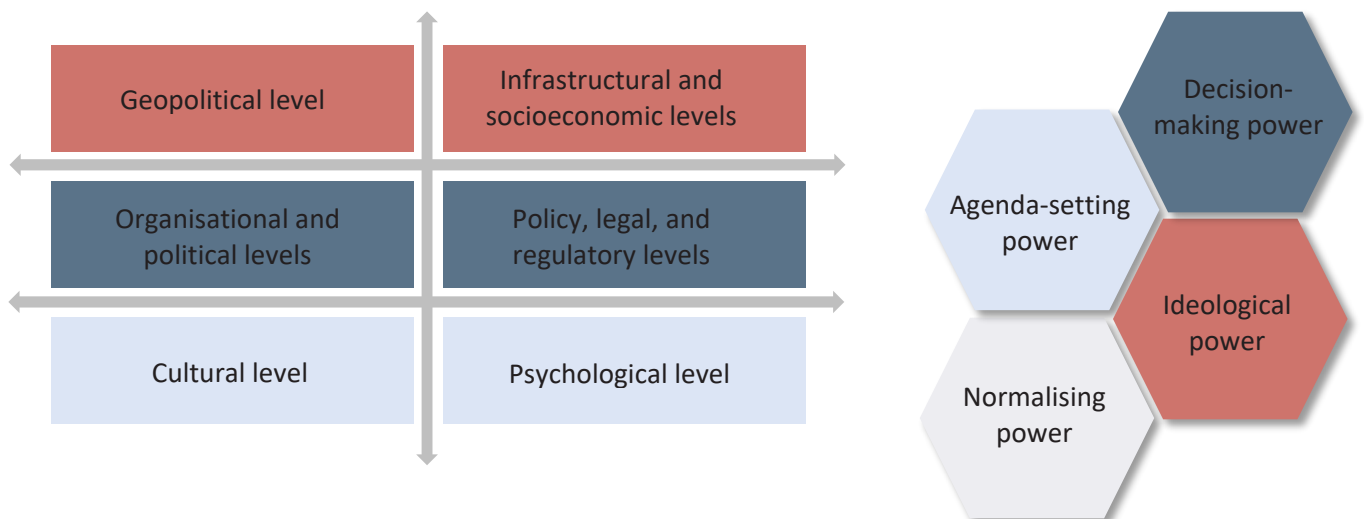 Geopolitical level
Infrastructural and
socioeconomic levels
Organisational and
political levels
Policy, legal, and
regulatory levels
Cultural level
Psychological level
Decision-
making power
Agenda-setting
power
Ideological
power
Normalising
power